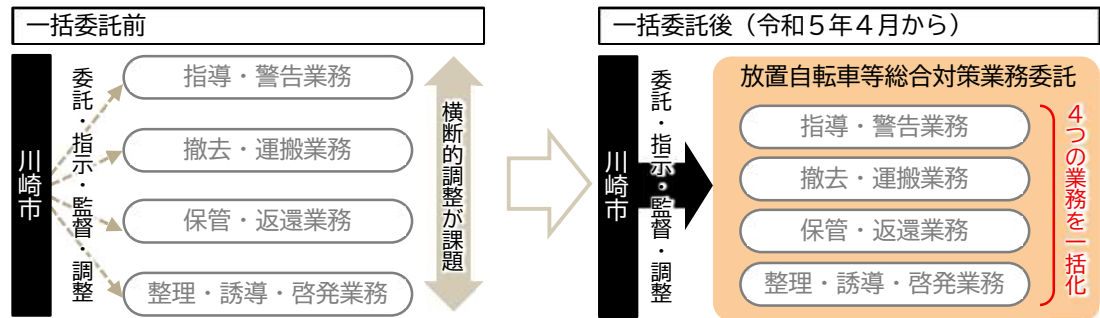 一括委託前
川崎市
委託・指示・監督・調整
指導・警告業務
撤去・運搬業務
保管・返還業務
整理・誘導・啓発業務
横断的調整が課題
一括委託後（令和５年４月から）
川崎市
委託・指示・監督・調整
放置自転車等総合対策業務委託
指導・警告業務
撤去・運搬業務
保管・返還業務
整理・誘導・啓発業務
４つの業務を一括化